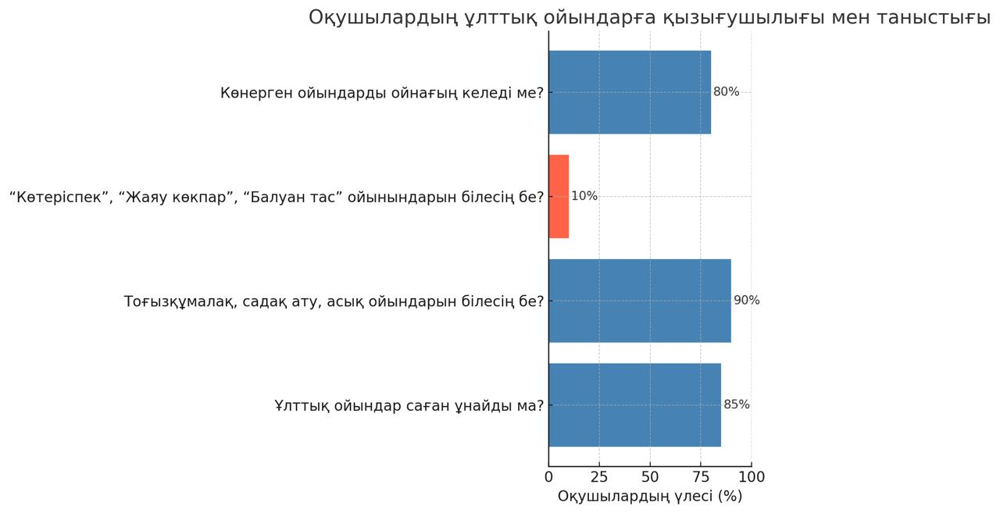 Оқушылардың ұлттық ойындарға қызығушылығы мен таныстығы
Көнерген ойындарды ойнағың келеді ме?
80%
“Көтеріспек”, “Жаяу көкпар”, “Балуан тас” ойынындарын білесің бе?
10%
Тоғызқұмалақ, садақ ату, асық ойындарын білесің бе?
90%
Ұлттық ойындар саған ұнайды ма?
85%
0 25 50 75 100
Оқушылардың үлесі (%)